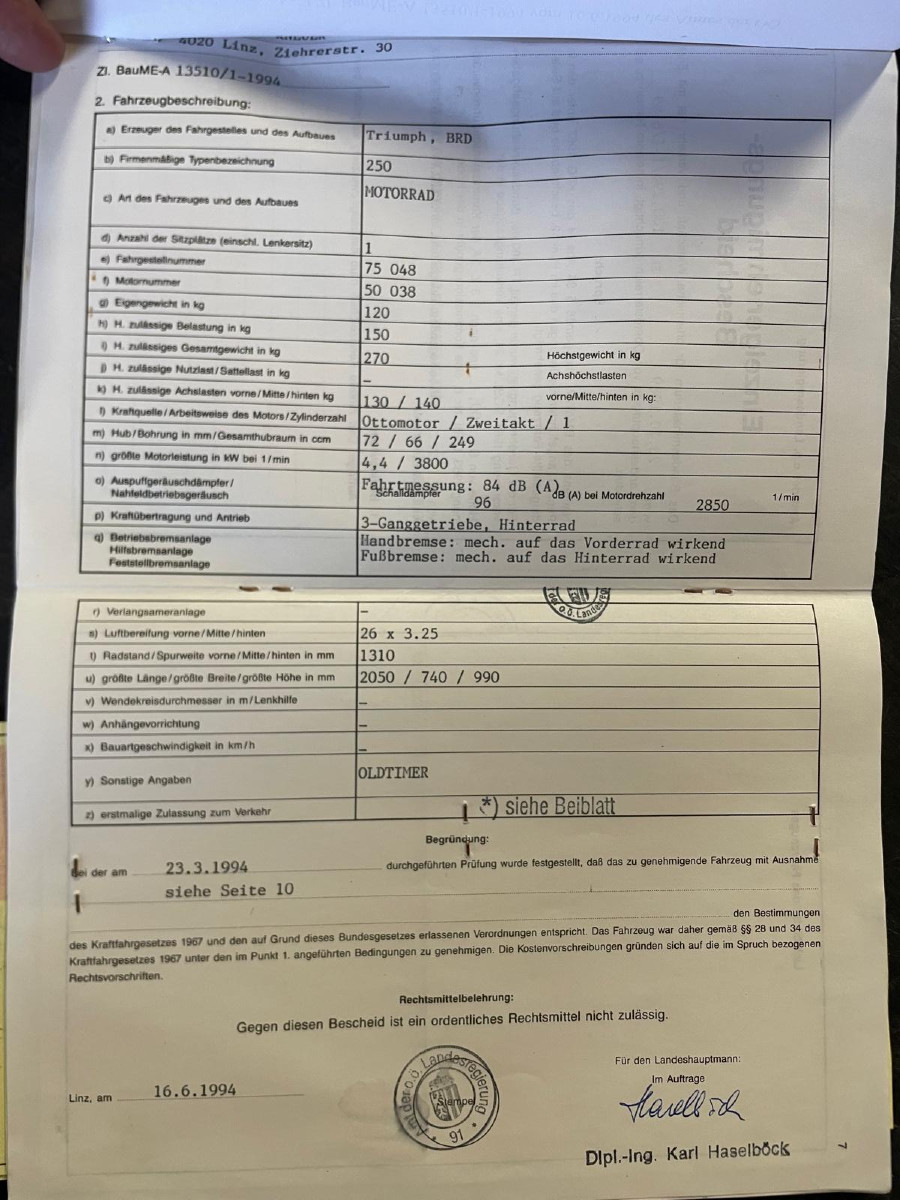 4020 Linz, Ziehrerstr. 30
Zl. BauME-A 13510/1-1994
2. Fahrzeugbeschreibung:
a) Erzeuger des Fahrgestelles und des Aufbaues Triumph, BRD
b) Firmenmäßige Typenbezeichnung 250
c) Art des Fahrzeuges und des Aufbaues MOTORRAD
d) Anzahl der Sitzplätze (einschl. Lenkersitz) 1
e) Fahrgestellnummer 75 048
f) Motornummer 50 038
g) Eigengewicht in kg 120
h) H. zulässige Belastung in kg 150
i) H. zulässiges Gesamtgewicht in kg 270 Höchstgewicht in kg
j) H. zulässige Nutzlast/Sattellast in kg – Achshöchstlasten
k) H. zulässige Achslasten vorne/Mitte/hinten kg 130 / 140 vorne/Mitte/hinten in kg:
l) Kraftquelle/Arbeitsweise des Motors/Zylinderzahl Ottomotor / Zweitakt / 1
m) Hub/Bohrung in mm/Gesamthubraum in ccm 72 / 66 / 249
n) größte Motorleistung in kW bei 1/min 4,4 / 3800
o) Auspuffgeräuschdämpfer/ Fahrtmessung: 84 dB (A)
Nahfeldbetriebsgeräusch Schalldämpfer 96 dB (A) bei Motordrehzahl 2850 1/min
p) Kraftübertragung und Antrieb 3-Ganggetriebe, Hinterrad
q) Betriebsbremsanlage Handbremse: mech. auf das Vorderrad wirkend
Hilfsbremsanlage Fußbremse: mech. auf das Hinterrad wirkend
Feststellbremsanlage
r) Verlangsameranlage –
s) Luftbereifung vorne/Mitte/hinten 26 x 3.25
t) Radstand/Spurweite vorne/Mitte/hinten in mm 1310
u) größte Länge/größte Breite/größte Höhe in mm 2050 / 740 / 990
v) Wendekreisdurchmesser in m/Lenkhilfe –
w) Anhängevorrichtung –
x) Bauartgeschwindigkeit in km/h –
y) Sonstige Angaben OLDTIMER
z) erstmalige Zulassung zum Verkehr *) siehe Beiblatt
Begründung:
Bei der am 23.3.1994 durchgeführten Prüfung wurde festgestellt, daß das zu genehmigende Fahrzeug mit Ausnahme
siehe Seite 10
den Bestimmungen
des Kraftfahrgesetzes 1967 und den auf Grund dieses Bundesgesetzes erlassenen Verordnungen entspricht. Das Fahrzeug war daher gemäß §§ 28 und 34 des
Kraftfahrgesetzes 1967 unter den im Punkt 1. angeführten Bedingungen zu genehmigen. Die Kostenvorschreibungen gründen sich auf die im Spruch bezogenen
Rechtsvorschriften.
Rechtsmittelbelehrung:
Gegen diesen Bescheid ist ein ordentliches Rechtsmittel nicht zulässig.
Für den Landeshauptmann:
Im Auftrage
Linz, am 16.6.1994
Amt der o.ö. Landesregierung
Stempel
91
Dipl.-Ing. Karl Haselböck
7